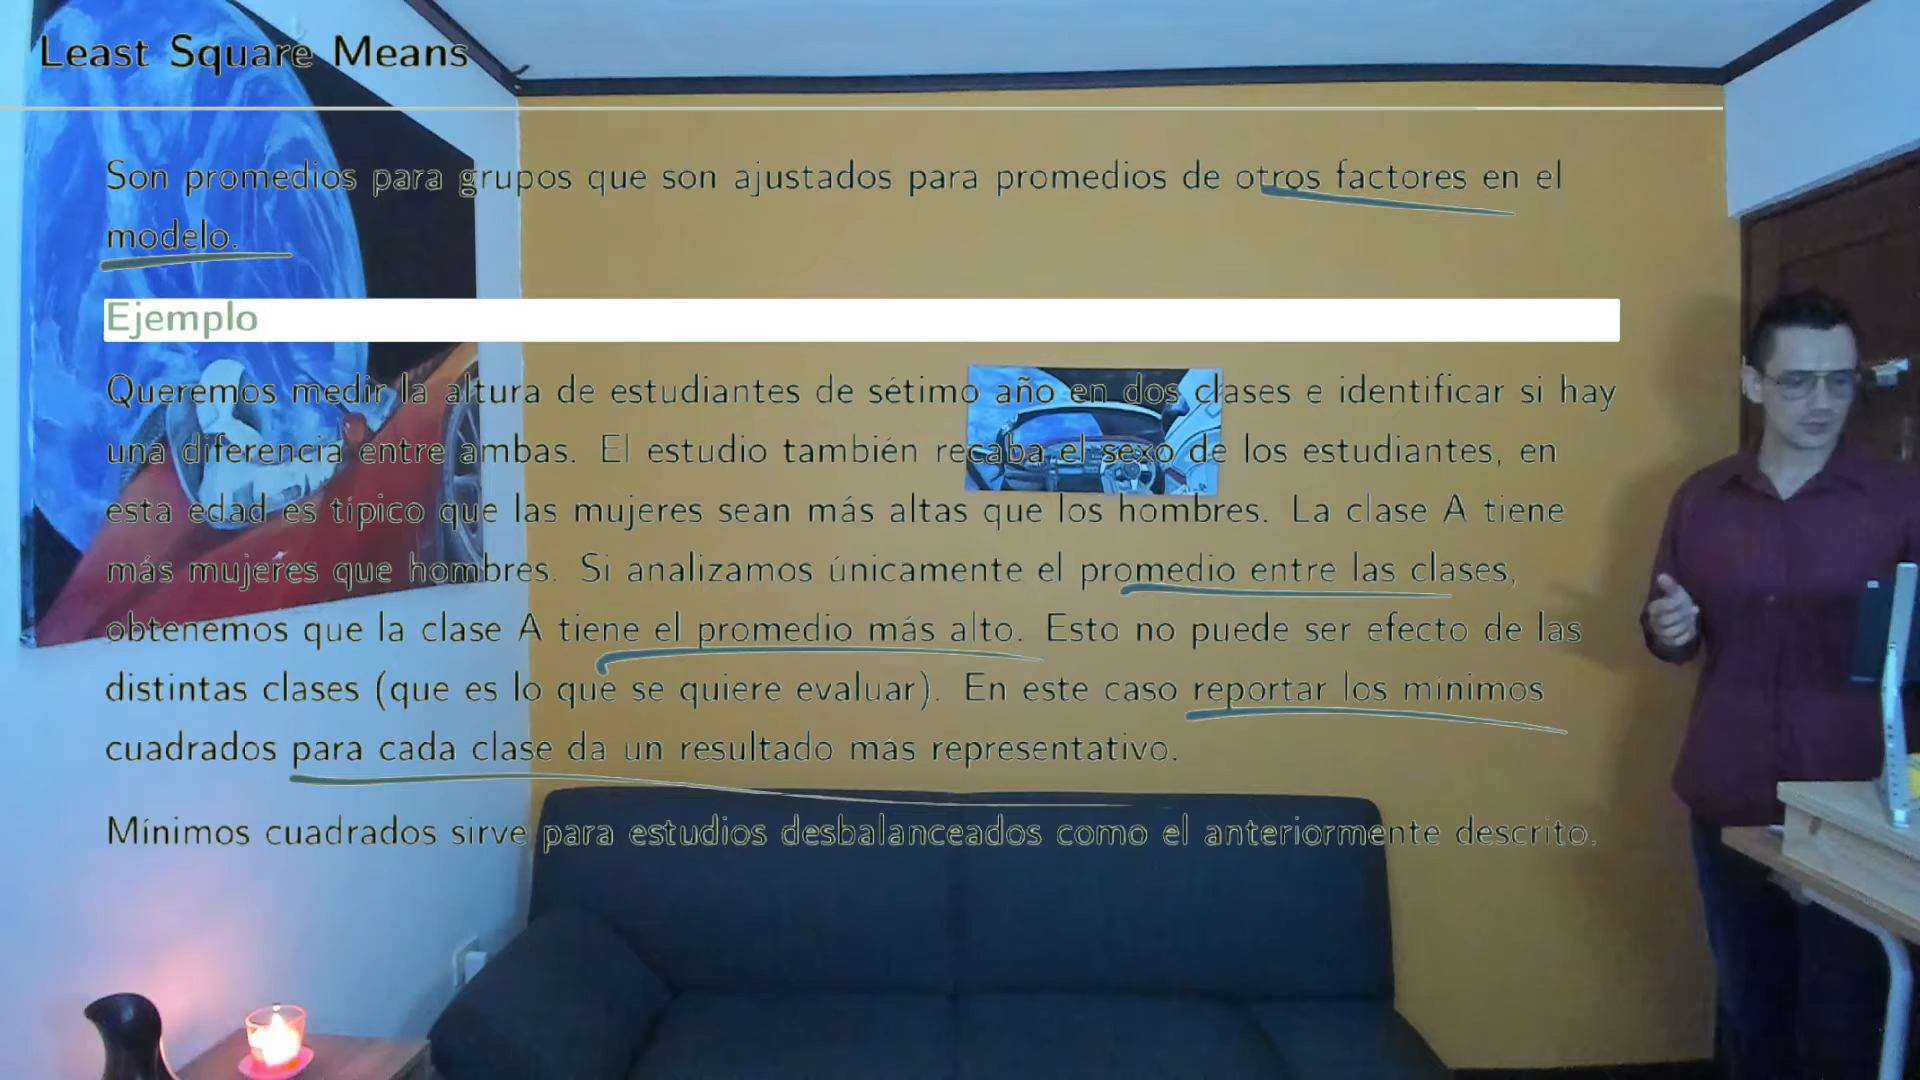 Least Square Means
Son promedios para grupos que son ajustados para promedios de otros factores en el
modelo.
Ejemplo
Queremos medir la altura de estudiantes de sétimo año en dos clases e identificar si hay
una diferencia entre ambas. El estudio también recaba el sexo de los estudiantes, en
esta edad es típico que las mujeres sean más altas que los hombres. La clase A tiene
más mujeres que hombres. Si analizamos únicamente el promedio entre las clases,
obtenemos que la clase A tiene el promedio más alto. Esto no puede ser efecto de las
distintas clases (que es lo que se quiere evaluar). En este caso reportar los mínimos
cuadrados para cada clase da un resultado más representativo.
Mínimos cuadrados sirve para estudios desbalanceados como el anteriormente descrito.